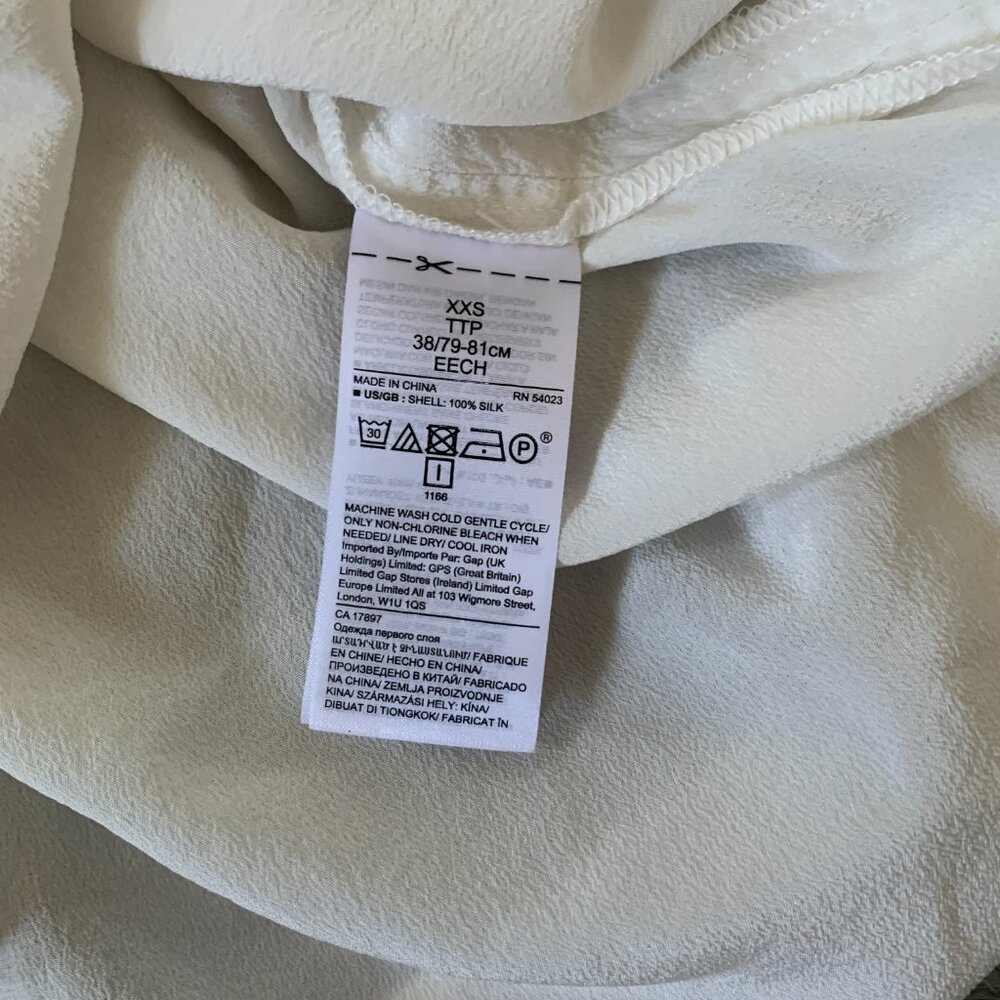 XXS
TTP
38/79-81CM
EECH
MADE IN CHINA RN 54023
■ US/GB : SHELL: 100% SILK
30 P ®
1166
MACHINE WASH COLD GENTLE CYCLE/
ONLY NON-CHLORINE BLEACH WHEN
NEEDED/ LINE DRY/ COOL IRON
Imported By/Importe Par: Gap (UK
Holdings) Limited: GPS (Great Britain)
Limited Gap Stores (Ireland) Limited Gap
Europe Limited All at 103 Wigmore Street,
London, W1U 1QS
CA 17897
Одежда первого слоя
ԱՐՏԱԴՐՎԱԾ Է ՉԻՆԱՍՏԱՆՈՒՄ/ FABRIQUE
EN CHINE/ HECHO EN CHINA/
ПРОИЗВЕДЕНО В КИТАЙ/ FABRICADO
NA CHINA/ ZEMLJA PROIZVODNJE
KINA/ SZÁRMAZÁSI HELY: KÍNA/
DIBUAT DI TIONGKOK/ FABRICAT ÎN